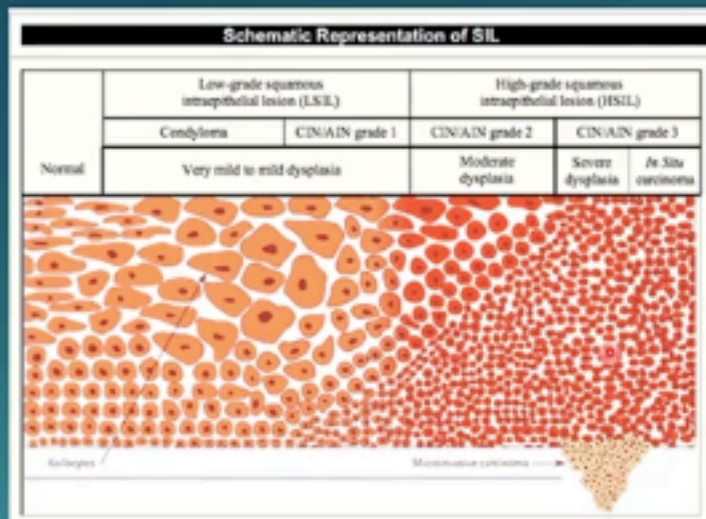 Schematic Representation of SIL
Low-grade squamous
intraepithelial lesion (LSIL)
High-grade squamous
intraepithelial lesion (HSIL)
Condyloma
CIN/AIN grade 1
CIN/AIN grade 2
CIN/AIN grade 3
Normal
Very mild to mild dysplasia
Moderate
dysplasia
Severe
dysplasia
In Situ
carcinoma
Koilocytes
Microinvasive carcinoma